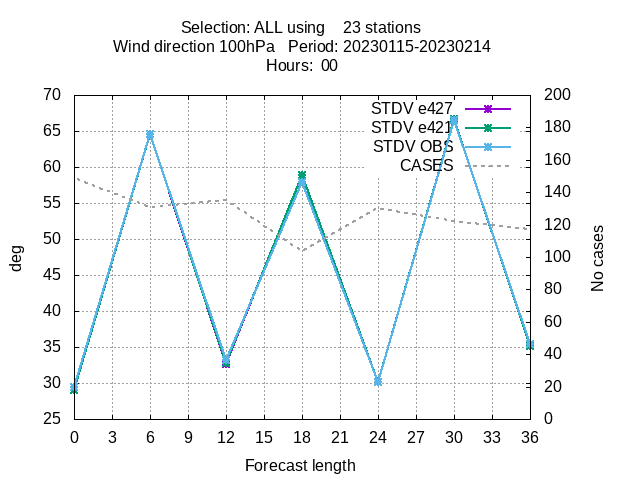 Selection: ALL using    23 stations
Wind direction 100hPa   Period: 20230115-20230214
Hours:  00
70
65
60
55
50
45
40
35
30
25
deg
200
180
160
140
120
100
80
60
40
20
0
No cases
STDV e427
STDV e421
STDV OBS
CASES
0 3 6 9 12 15 18 21 24 27 30 33 36
Forecast length